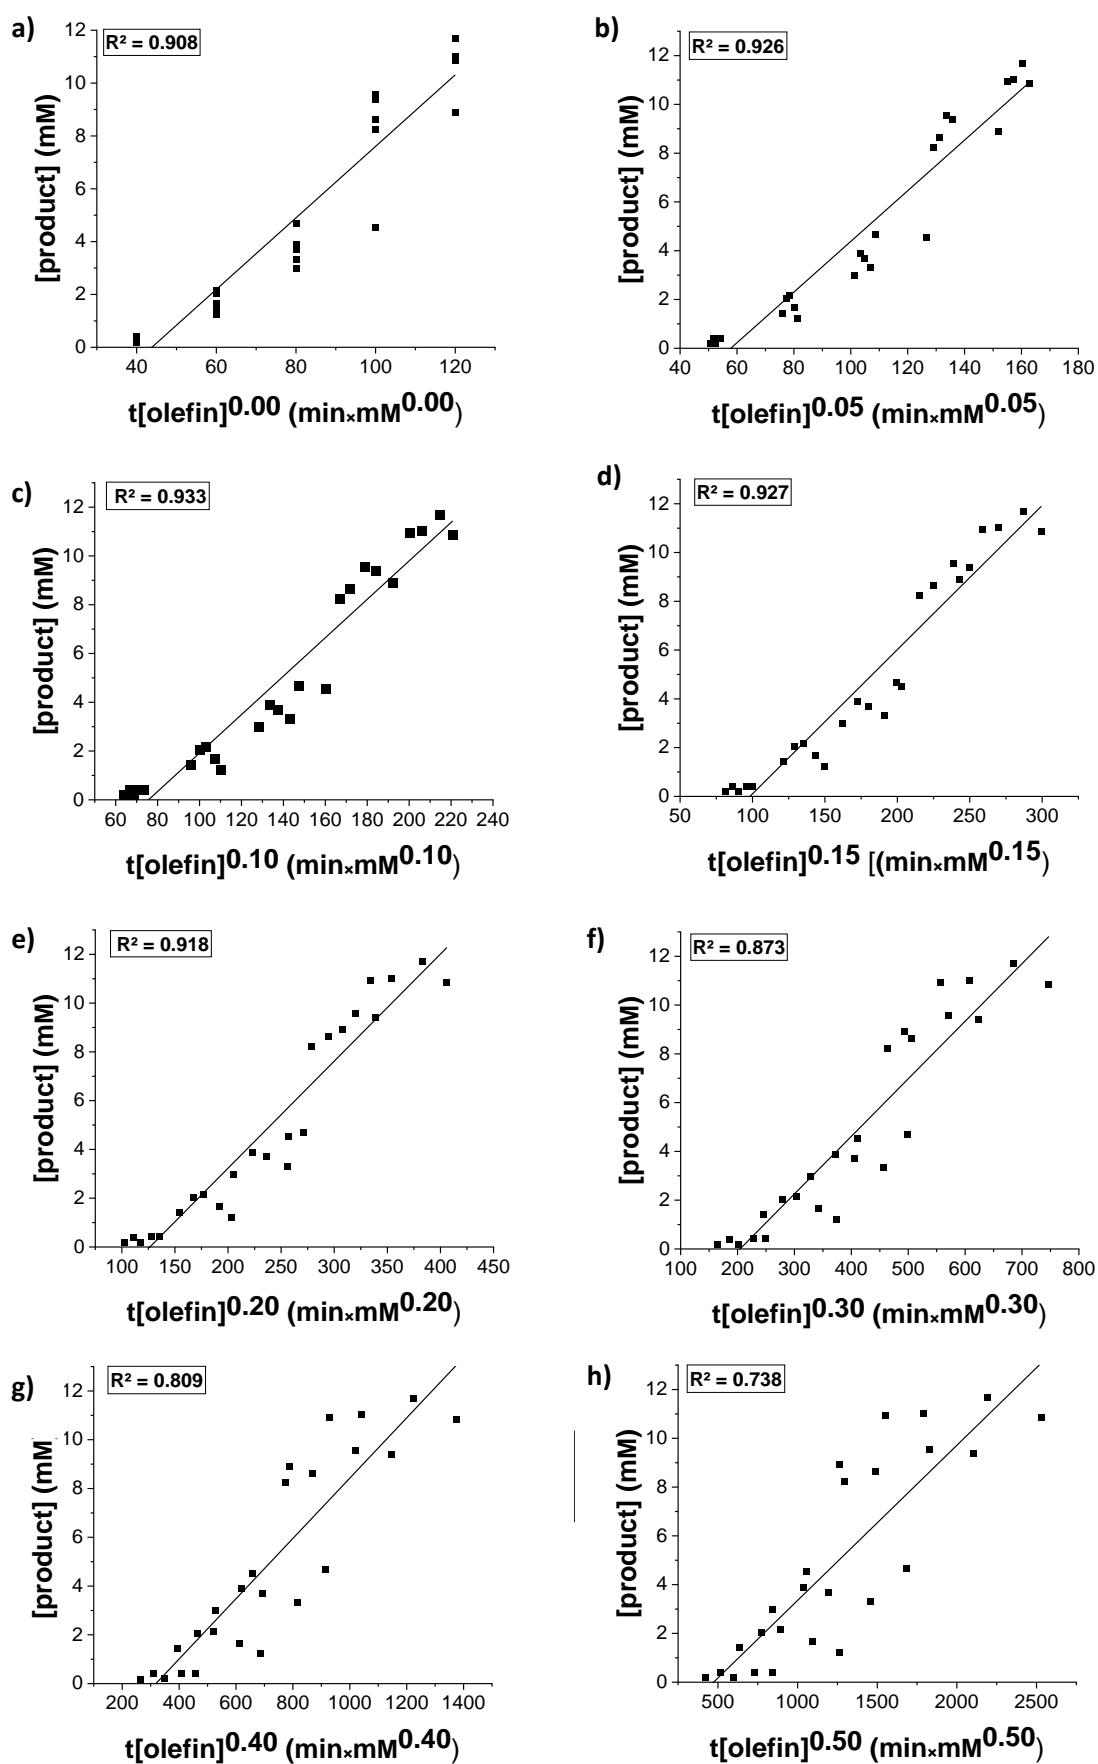 a)
R² = 0.908
12
10
8
6
4
2
0
[product] (mM)
40 60 80 100 120
t[olefin]0.00 (min×mM0.00)
b)
R² = 0.926
12
10
8
6
4
2
0
[product] (mM)
40 60 80 100 120 140 160 180
t[olefin]0.05 (min×mM0.05)
c)
R² = 0.933
12
10
8
6
4
2
0
[product] (mM)
60 80 100 120 140 160 180 200 220 240
t[olefin]0.10 (min×mM0.10)
d)
R² = 0.927
12
10
8
6
4
2
0
[product] (mM)
50 100 150 200 250 300
t[olefin]0.15 [(min×mM0.15)
e)
R² = 0.918
12
10
8
6
4
2
0
[product] (mM)
100 150 200 250 300 350 400 450
t[olefin]0.20 (min×mM0.20)
f)
R² = 0.873
12
10
8
6
4
2
0
[product] (mM)
100 200 300 400 500 600 700 800
t[olefin]0.30 (min×mM0.30)
g)
R² = 0.809
12
10
8
6
4
2
0
[product] (mM
200 400 600 800 1000 1200 1400
t[olefin]0.40 (min×mM0.40)
h)
R² = 0.738
12
10
8
6
4
2
0
[product] (mM)
500 1000 1500 2000 2500
t[olefin]0.50 (min×mM0.50)